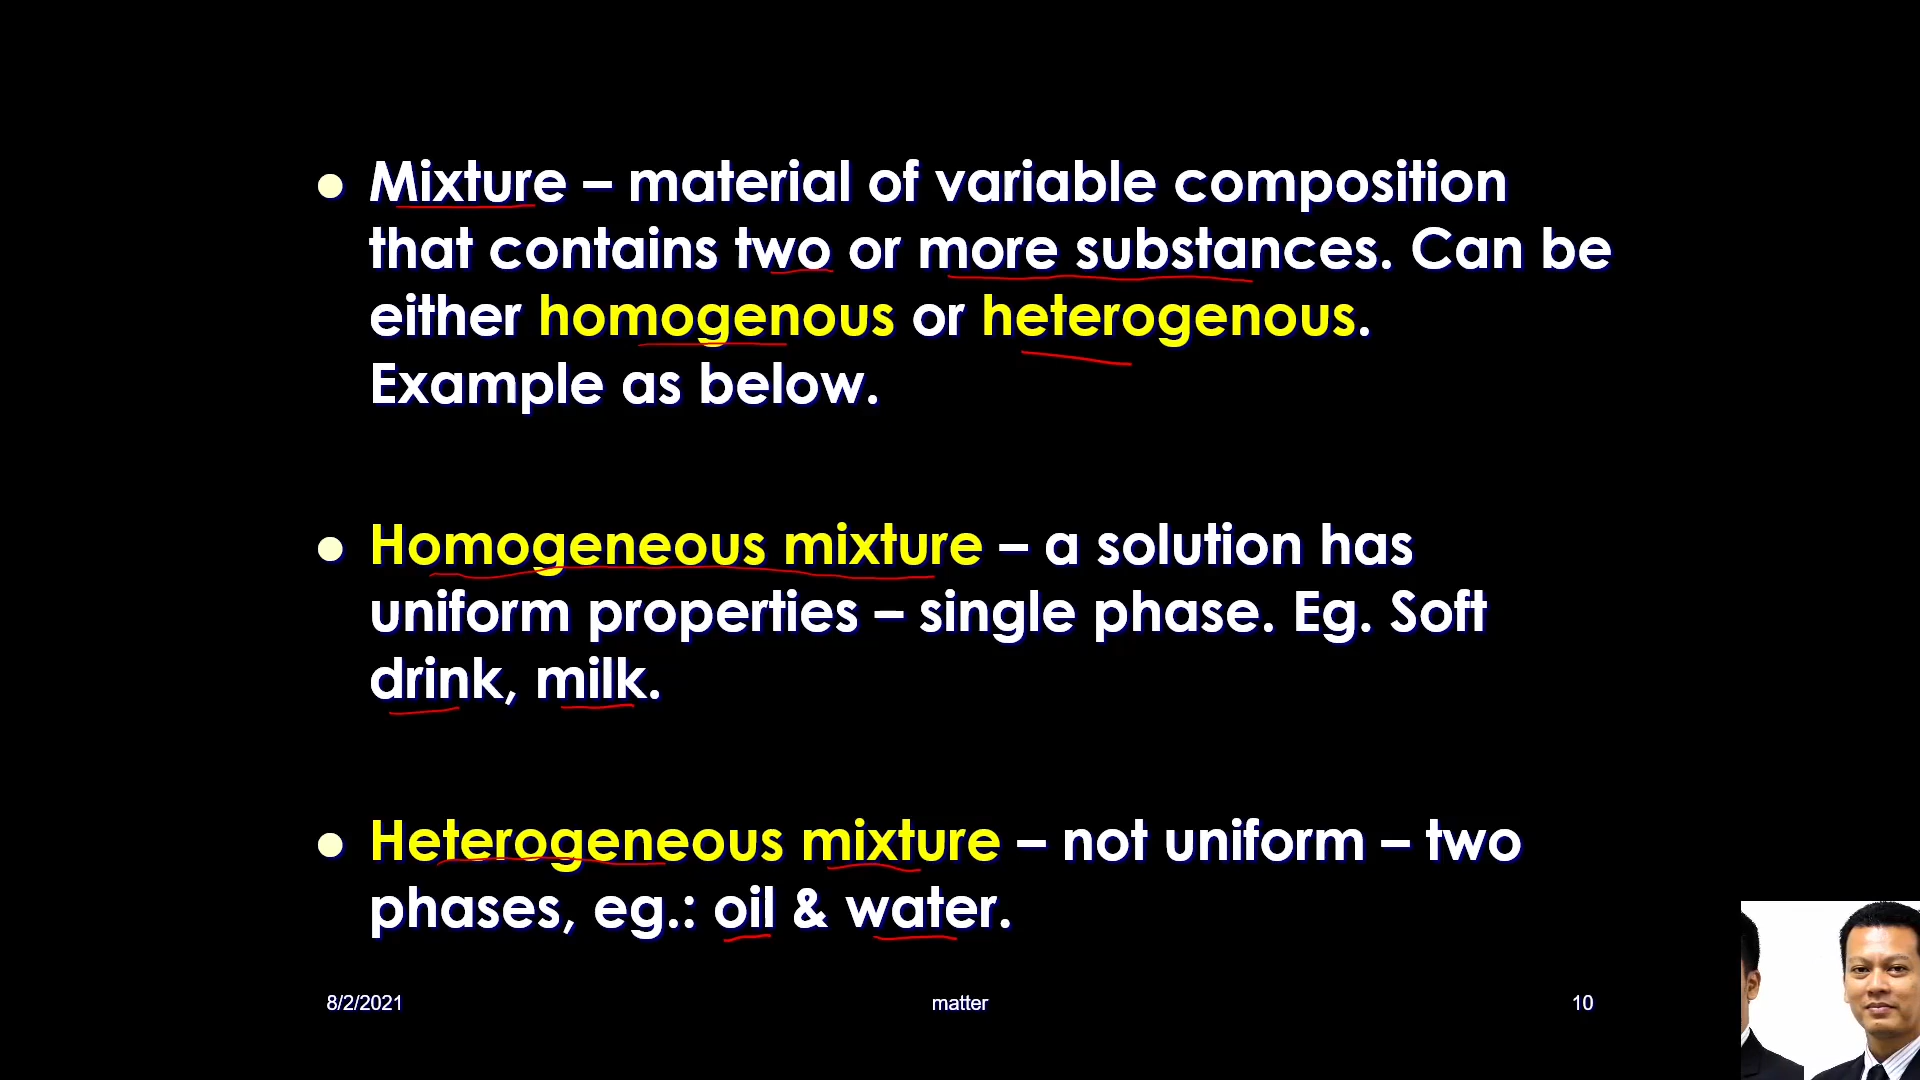 Mixture – material of variable composition
that contains two or more substances. Can be
either homogenous or heterogenous.
Example as below.
Homogeneous mixture – a solution has
uniform properties – single phase. Eg. Soft
drink, milk.
Heterogeneous mixture – not uniform – two
phases, eg.: oil & water.
8/2/2021 matter 10